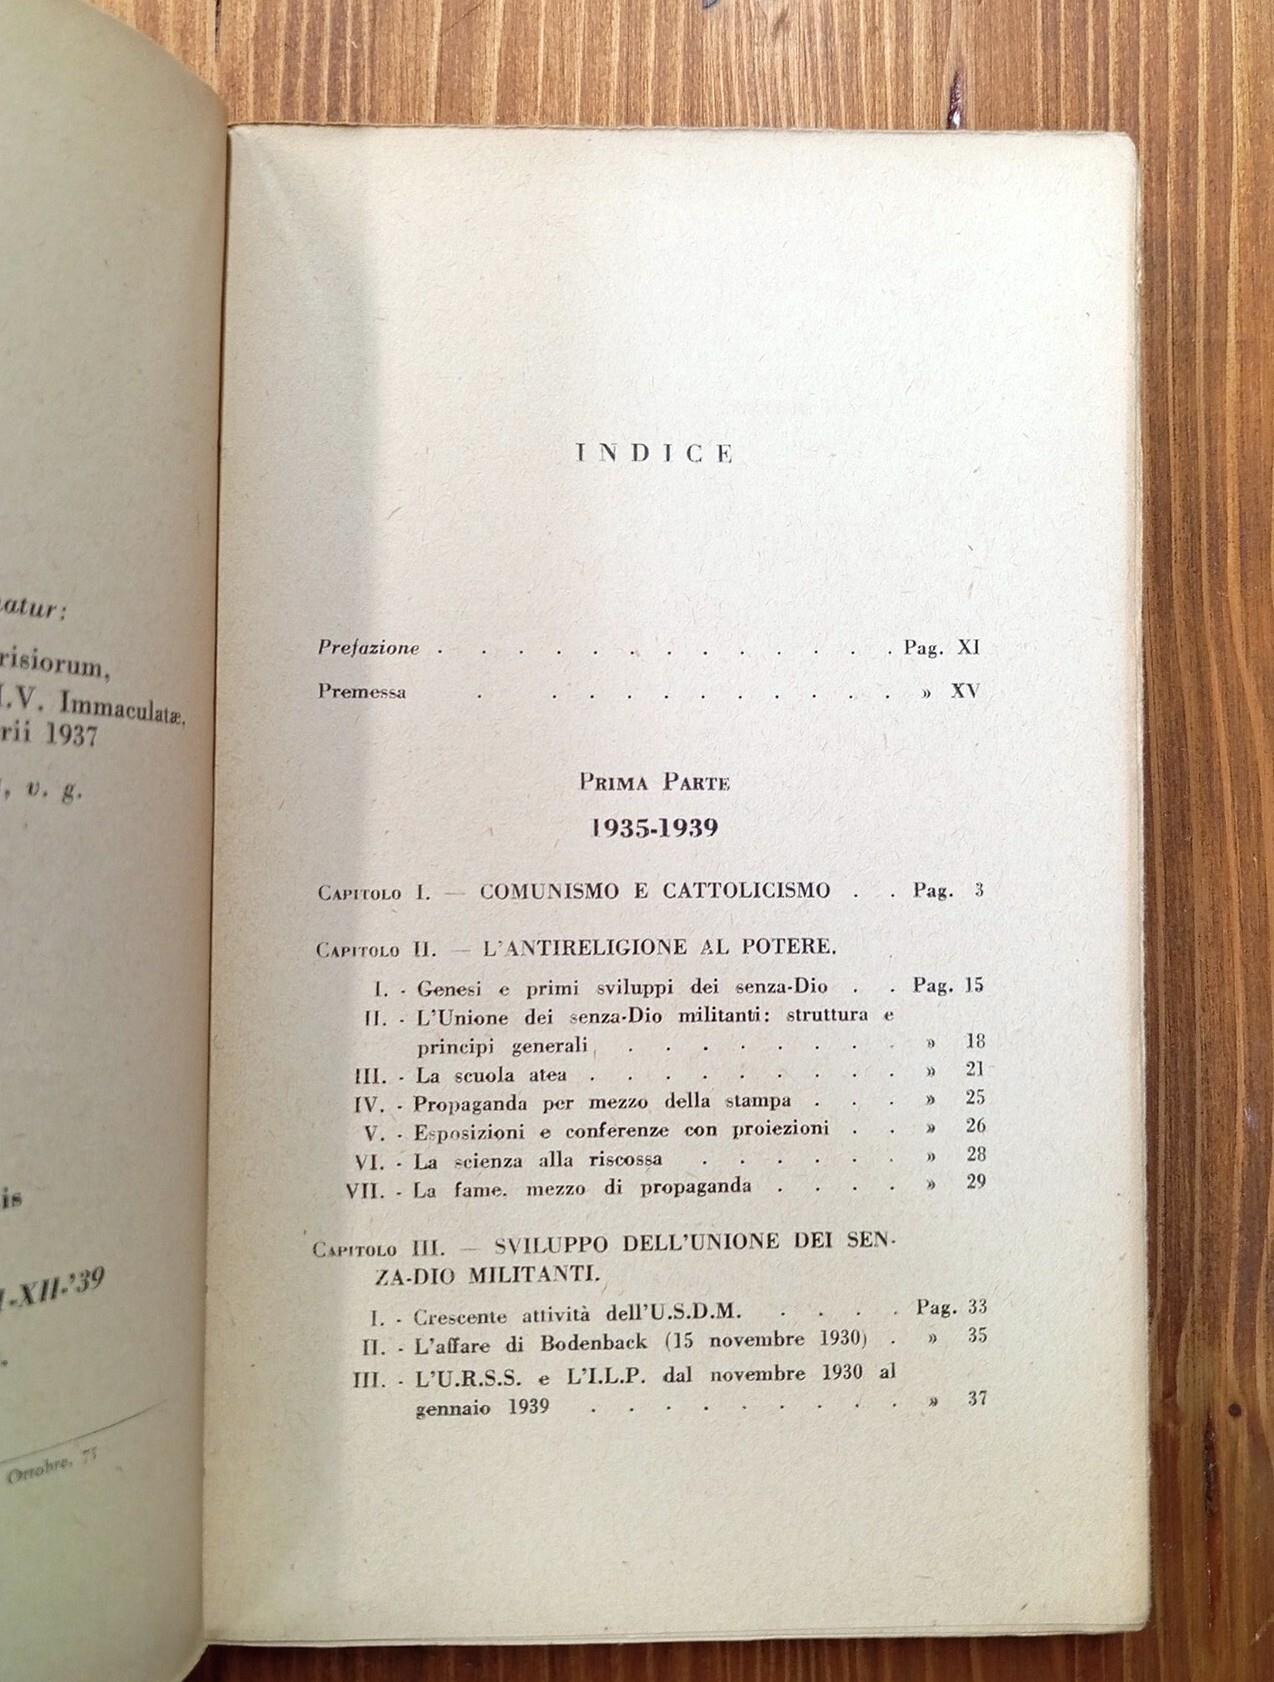 risiorum,
I.V. Immaculatæ,
rii 1937
, v. g.
is
I-XII-'39
Ottobre, 75
INDICE
Prefazione . . . . . . . . . . . . . Pag. XI
Premessa . . . . . . . . . . . » XV
PRIMA PARTE
1935-1939
CAPITOLO I. — COMUNISMO E CATTOLICISMO . . Pag. 3
CAPITOLO II. — L'ANTIRELIGIONE AL POTERE.
I. - Genesi e primi sviluppi dei senza-Dio . . Pag. 15
II. - L'Unione dei senza-Dio militanti: struttura e
principi generali . . . . . . . . » 18
III. - La scuola atea . . . . . . . . . » 21
IV. - Propaganda per mezzo della stampa . . . » 25
V. - Esposizioni e conferenze con proiezioni . . » 26
VI. - La scienza alla riscossa . . . . . . » 28
VII. - La fame. mezzo di propaganda . . . . » 29
CAPITOLO III. — SVILUPPO DELL'UNIONE DEI SEN-
ZA-DIO MILITANTI.
I. - Crescente attività dell'U.S.D.M. . . . . Pag. 33
II. - L'affare di Bodenback (15 novembre 1930) . » 35
III. - L'U.R.S.S. e L'I.L.P. dal novembre 1930 al
gennaio 1939 . . . . . . . . . » 37